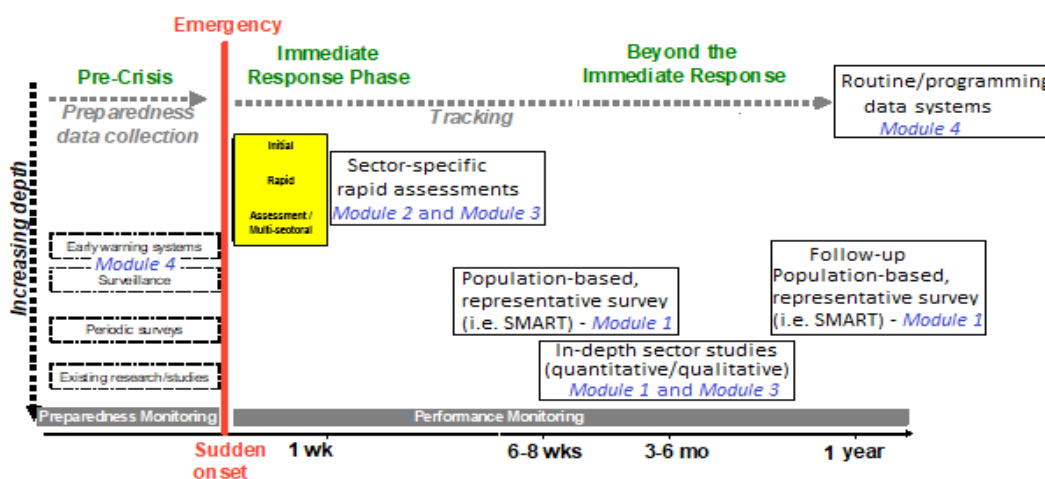 Emergency
Immediate
Response Phase
Beyond the
Immediate Response
Pre-Crisis
Preparedness
data collection
Tracking
Routine/programming
data systems
Module 4
Increasing depth
Initial
Rapid
Assessment /
Multi-sectoral
Sector-specific
rapid assessments
Module 2 and Module 3
Early warning systems
Module 4
Surveillance
Periodic surveys
Existing research/studies
Population-based,
representative survey
(i.e. SMART) - Module 1
Follow-up
Population-based,
representative survey
(i.e. SMART) - Module 1
In-depth sector studies
(quantitative/qualitative)
Module 1 and Module 3
Preparedness Monitoring
Performance Monitoring
Sudden
onset
1 wk
6-8 wks
3-6 mo
1 year